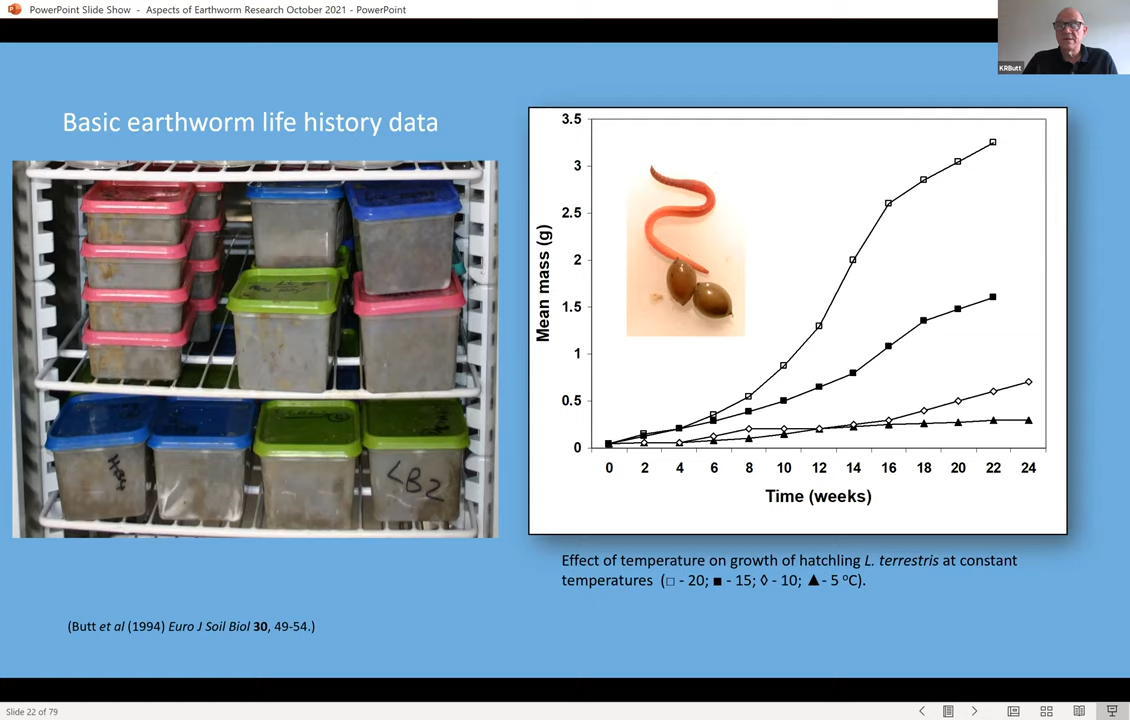 PowerPoint Slide Show - Aspects of Earthworm Research October 2021 - PowerPoint
KRButt
Basic earthworm life history data
LB2
3.5
3
2.5
2
1.5
1
0.5
0
Mean mass (g)
0 2 4 6 8 10 12 14 16 18 20 22 24
Time (weeks)
Effect of temperature on growth of hatchling L. terrestris at constant
temperatures (□ - 20; ■ - 15; ◊ - 10; ▲- 5 ºC).
(Butt et al (1994) Euro J Soil Biol 30, 49-54.)
Slide 22 of 79